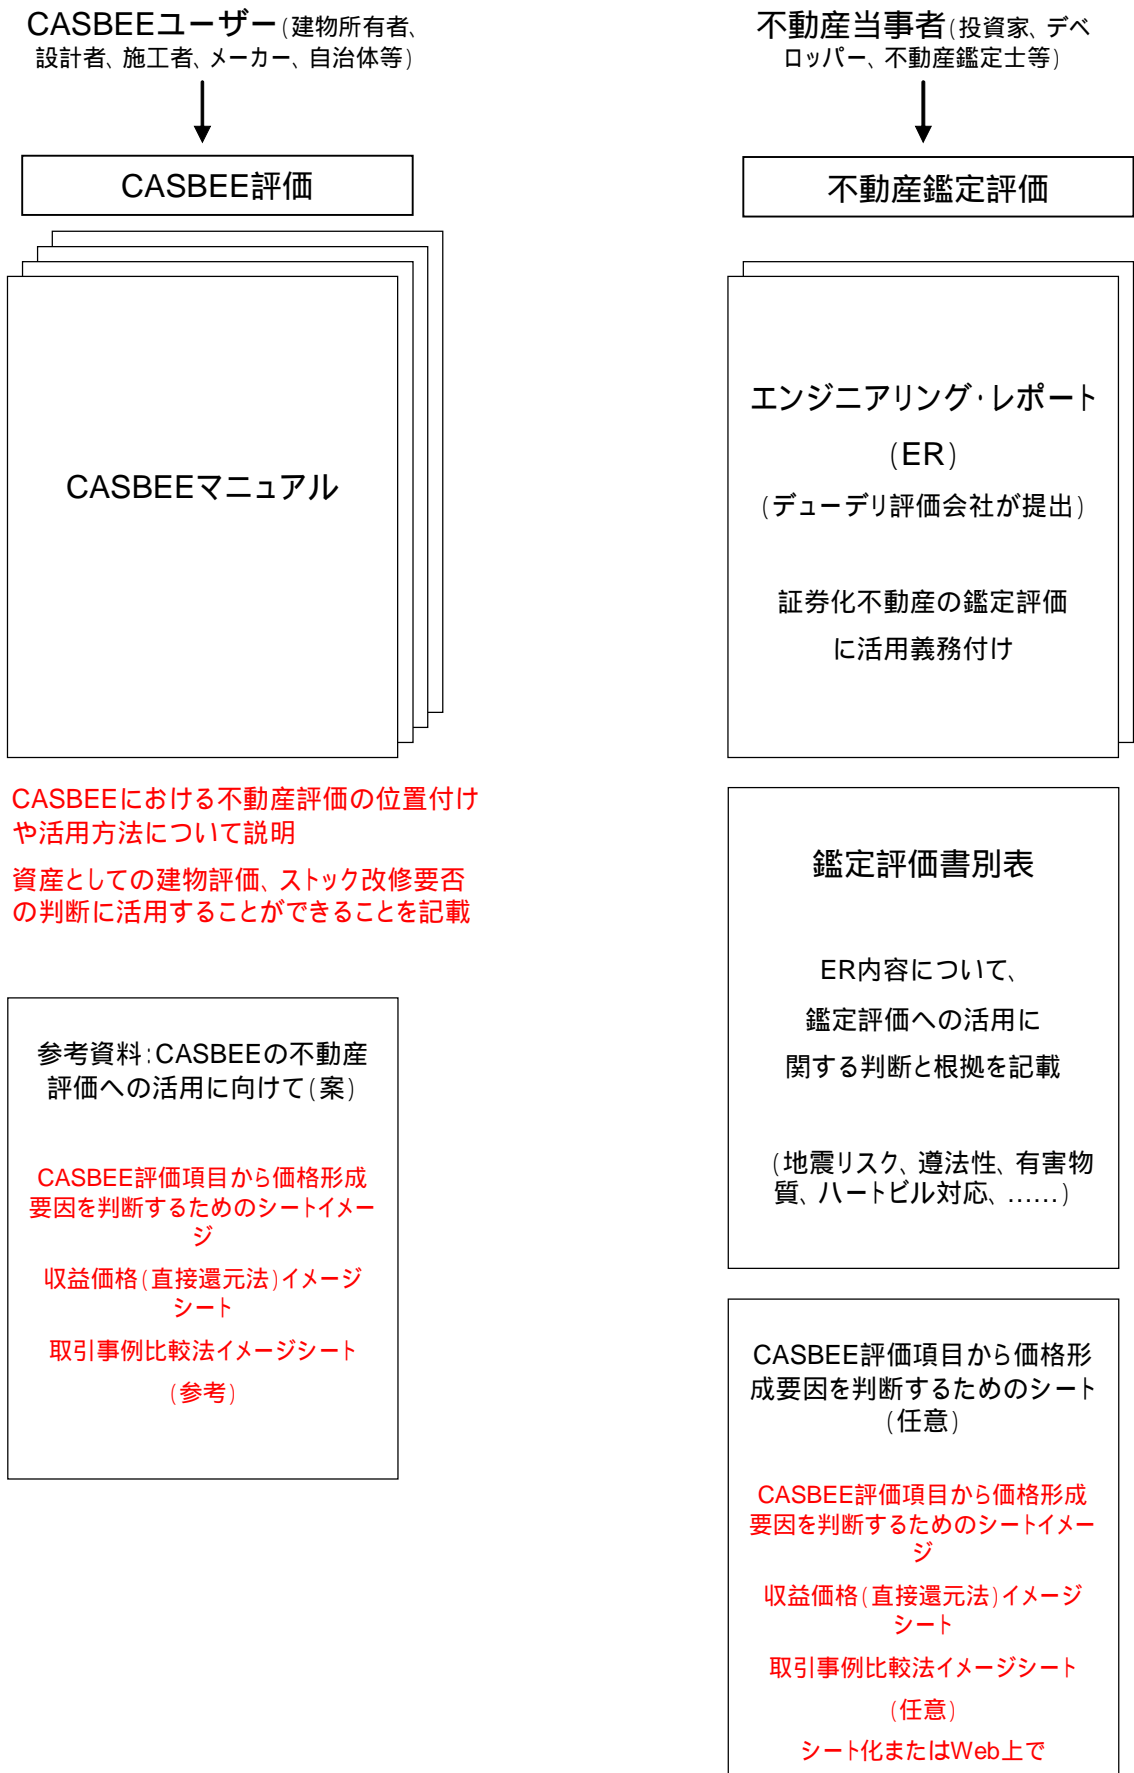 CASBEEユーザー(建物所有者、
設計者、施工者、メーカー、自治体等)
CASBEE評価
CASBEEマニュアル
CASBEEにおける不動産評価の位置付け
や活用方法について説明
資産としての建物評価、ストック改修要否
の判断に活用することができることを記載
参考資料:CASBEEの不動産
評価への活用に向けて(案)
CASBEE評価項目から価格形成
要因を判断するためのシートイメー
ジ
収益価格(直接還元法)イメージ
シート
取引事例比較法イメージシート
(参考)
不動産当事者(投資家、デベ
ロッパー、不動産鑑定士等)
不動産鑑定評価
エンジニアリング・レポート
(ER)
(デューデリ評価会社が提出)
証券化不動産の鑑定評価
に活用義務付け
鑑定評価書別表
ER内容について、
鑑定評価への活用に
関する判断と根拠を記載
(地震リスク、遵法性、有害物
質、ハートビル対応、......)
CASBEE評価項目から価格形
成要因を判断するためのシート
(任意)
CASBEE評価項目から価格形成
要因を判断するためのシートイメー
ジ
収益価格(直接還元法)イメージ
シート
取引事例比較法イメージシート
(任意)
シート化またはWeb上で